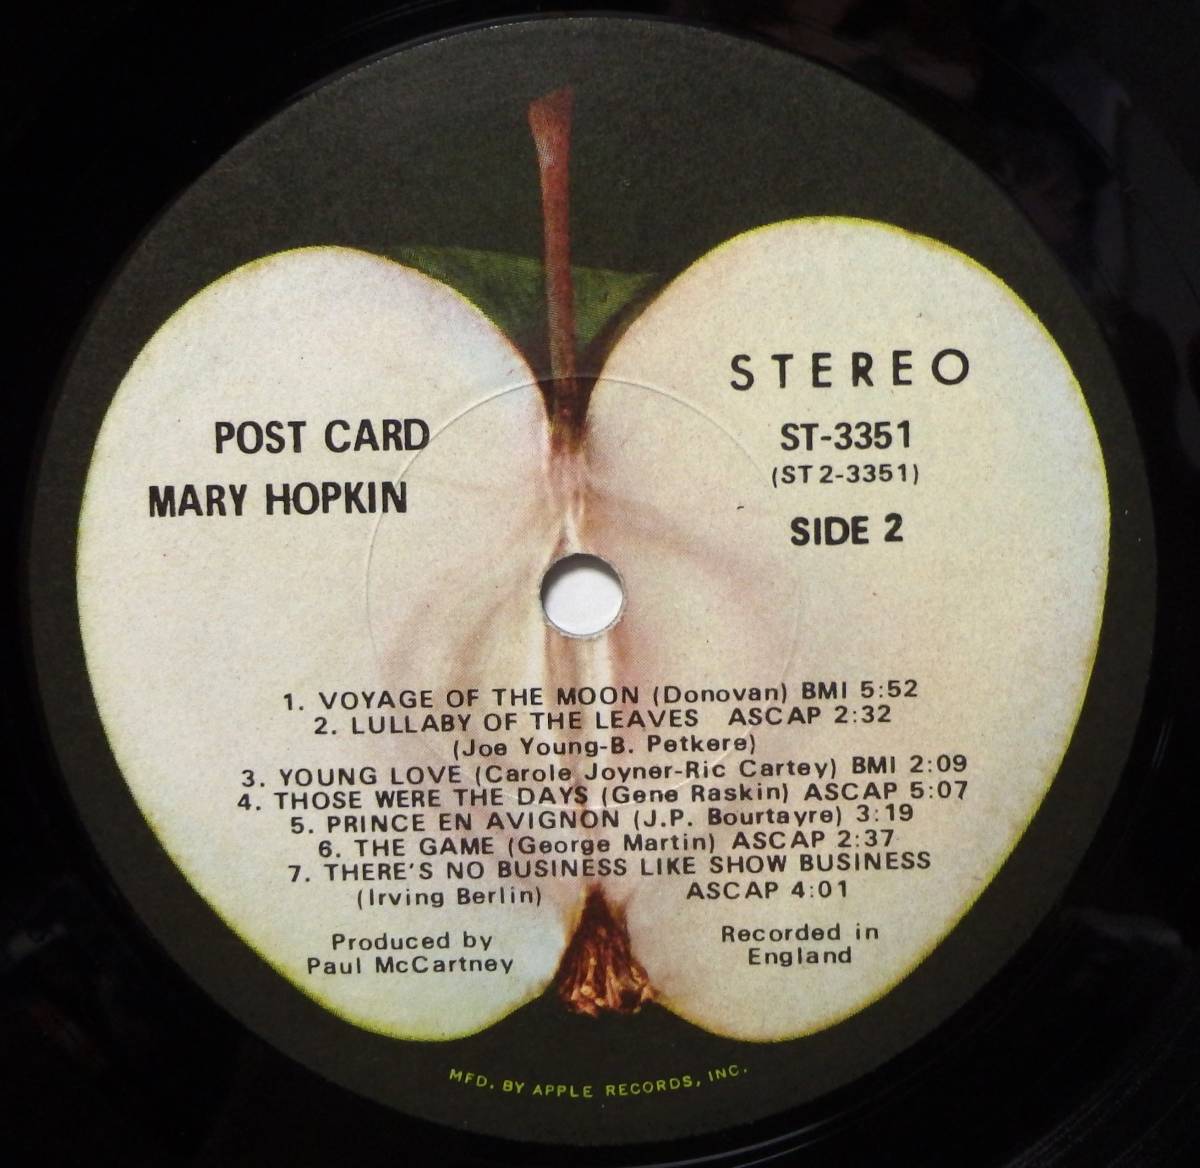 POST CARD
MARY HOPKIN
STEREO
ST-3351
(ST 2-3351)
SIDE 2
1. VOYAGE OF THE MOON (Donovan) BMI 5:52
2. LULLABY OF THE LEAVES ASCAP 2:32
(Joe Young-B. Petkere)
3. YOUNG LOVE (Carole Joyner-Ric Cartey) BMI 2:09
4. THOSE WERE THE DAYS (Gene Raskin) ASCAP 5:07
5. PRINCE EN AVIGNON (J.P. Bourtayre) 3:19
6. THE GAME (George Martin) ASCAP 2:37
7. THERE'S NO BUSINESS LIKE SHOW BUSINESS
(Irving Berlin) ASCAP 4:01
Produced by
Paul McCartney
Recorded in
England
MFD. BY APPLE RECORDS, INC.